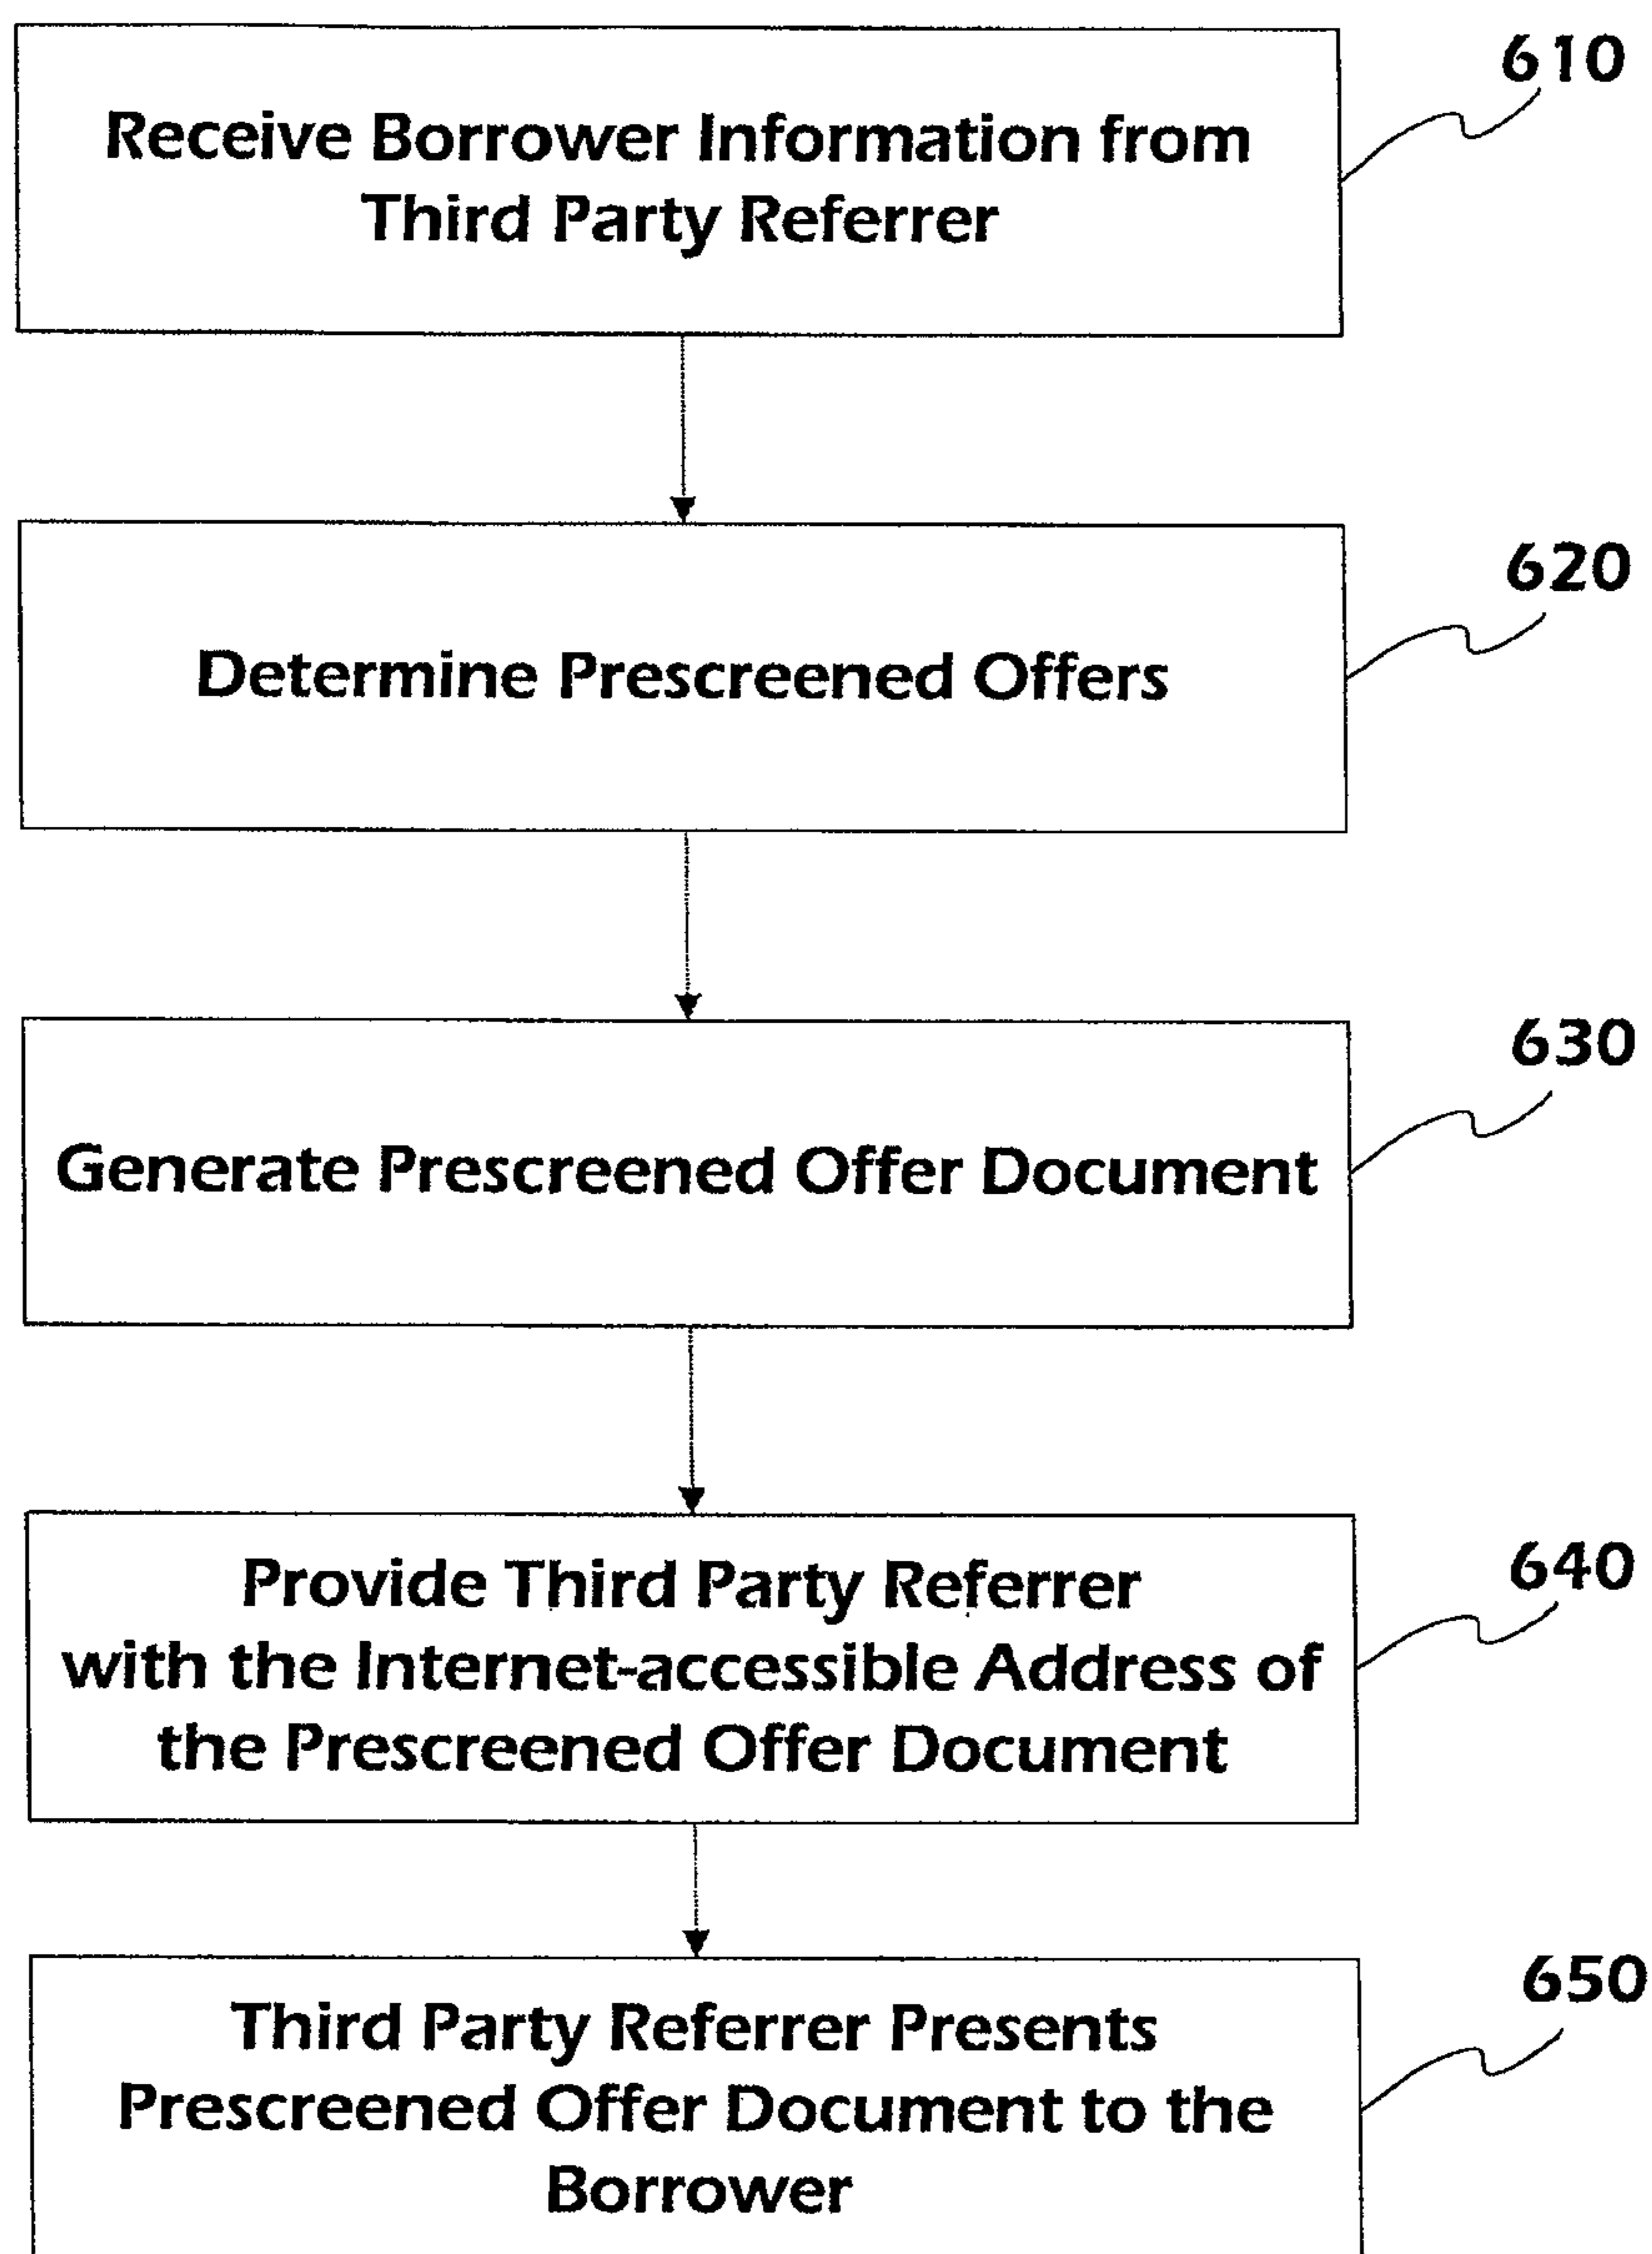 610
Receive Borrower Information from
Third Party Referrer
620
Determine Prescreened Offers
630
Generate Prescreened Offer Document
640
Provide Third Party Referrer
with the Internet-accessible Address of
the Prescreened Offer Document
650
Third Party Referrer Presents
Prescreened Offer Document to the
Borrower